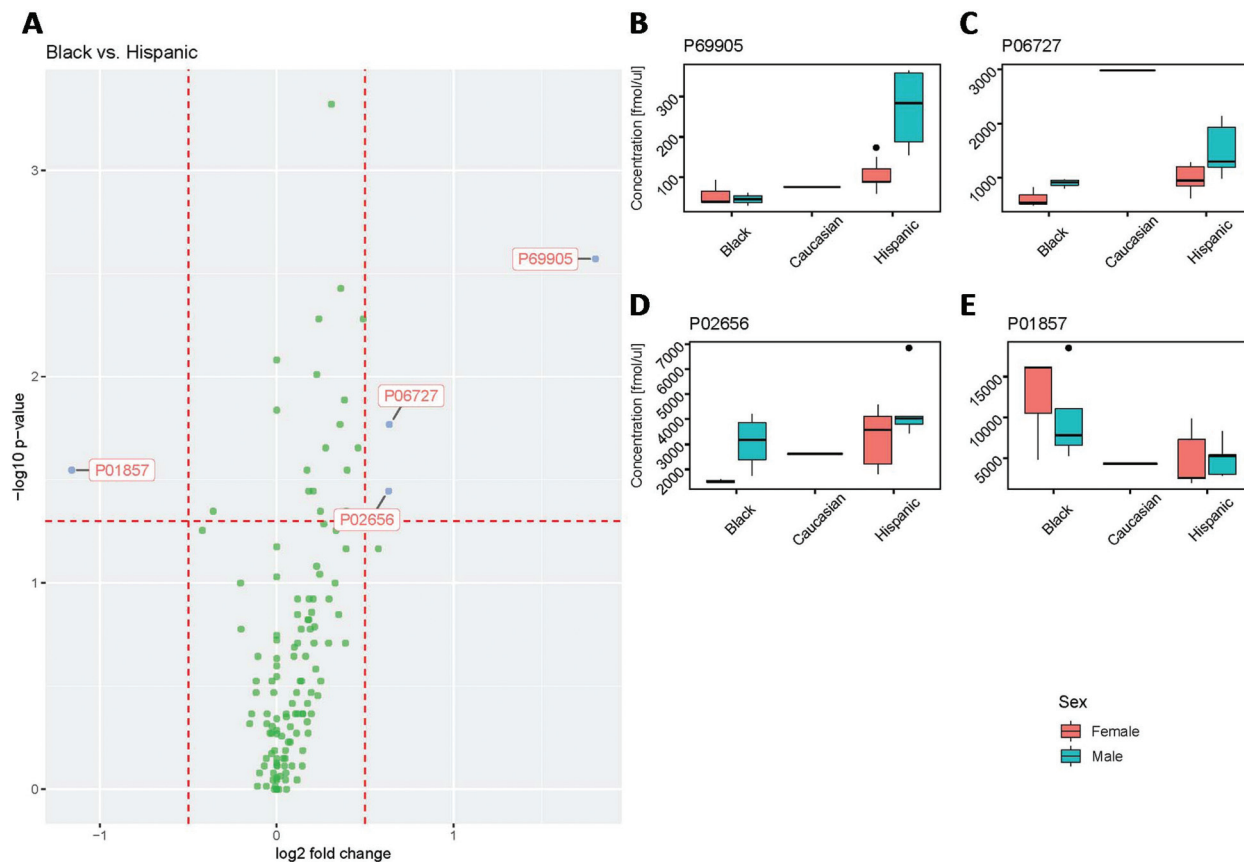 A
Black vs. Hispanic
3
2
1
0
−log10 p−value
P69905
P06727
P01857
P02656
−1
0
1
log2 fold change
B
P69905
Concentration [fmol/ul]
300
200
100
Black
Caucasian
Hispanic
C
P06727
3000
2000
1000
Black
Caucasian
Hispanic
D
P02656
Concentration [fmol/ul]
7000
6000
5000
4000
3000
2000
Black
Caucasian
Hispanic
E
P01857
15000
10000
5000
Black
Caucasian
Hispanic
Sex
Female
Male